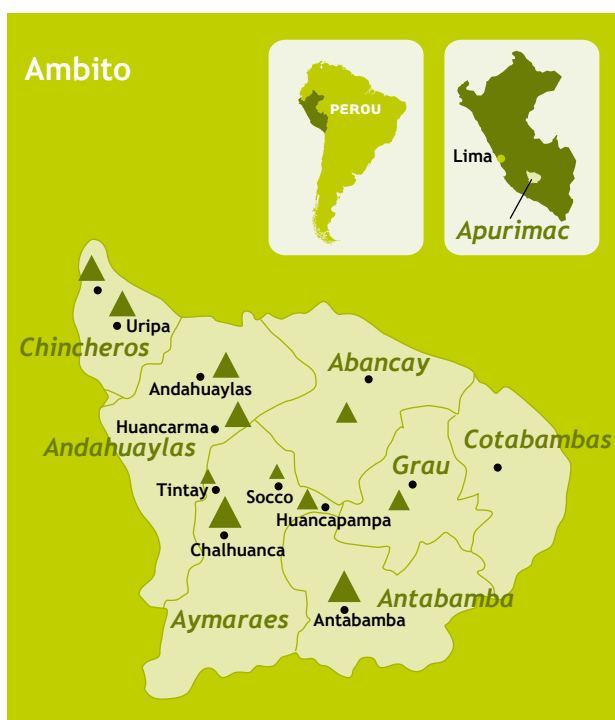 Ambito
PEROU
Lima
Apurimac
Uripa
Chincheros
Abancay
Andahuaylas
Huancarma
Andahuaylas
Cotabambas
Grau
Tintay
Socco
Huancapampa
Chalhuanca
Antabamba
Aymaraes
Antabamba